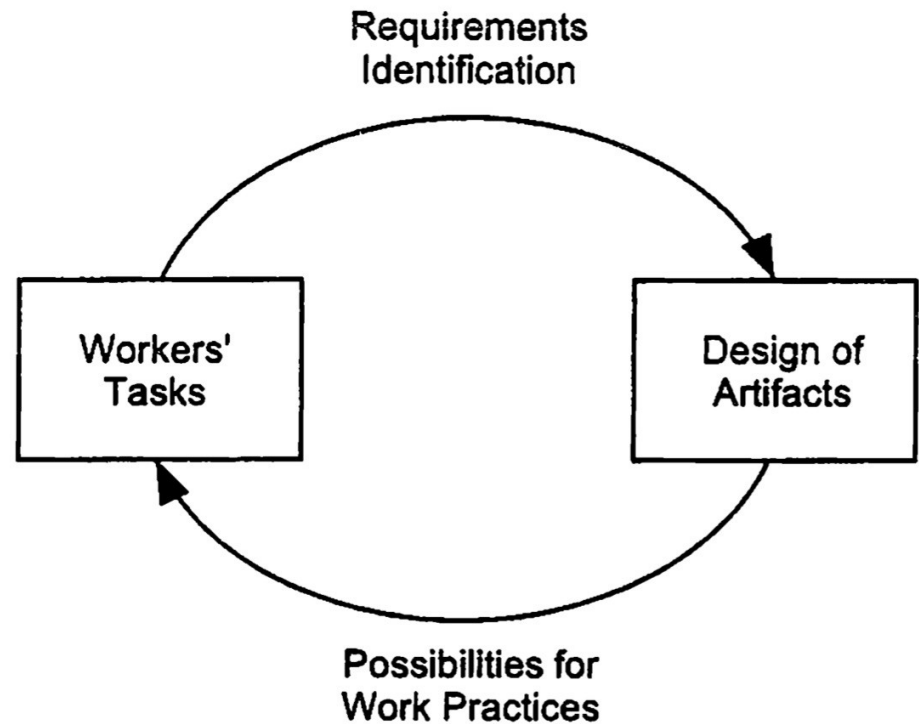 Requirements
Identification
Workers'
Tasks
Design of
Artifacts
Possibilities for
Work Practices